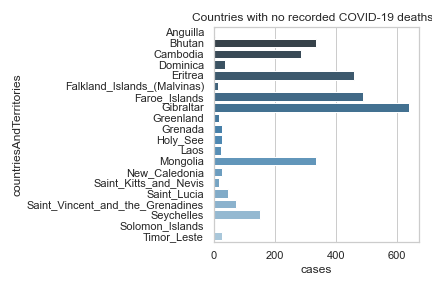 Countries with no recorded COVID-19 deaths
countriesAndTerritories
Anguilla
Bhutan
Cambodia
Dominica
Eritrea
Falkland_Islands_(Malvinas)
Faroe_Islands
Gibraltar
Greenland
Grenada
Holy_See
Laos
Mongolia
New_Caledonia
Saint_Kitts_and_Nevis
Saint_Lucia
Saint_Vincent_and_the_Grenadines
Seychelles
Solomon_Islands
Timor_Leste
0 200 400 600
cases